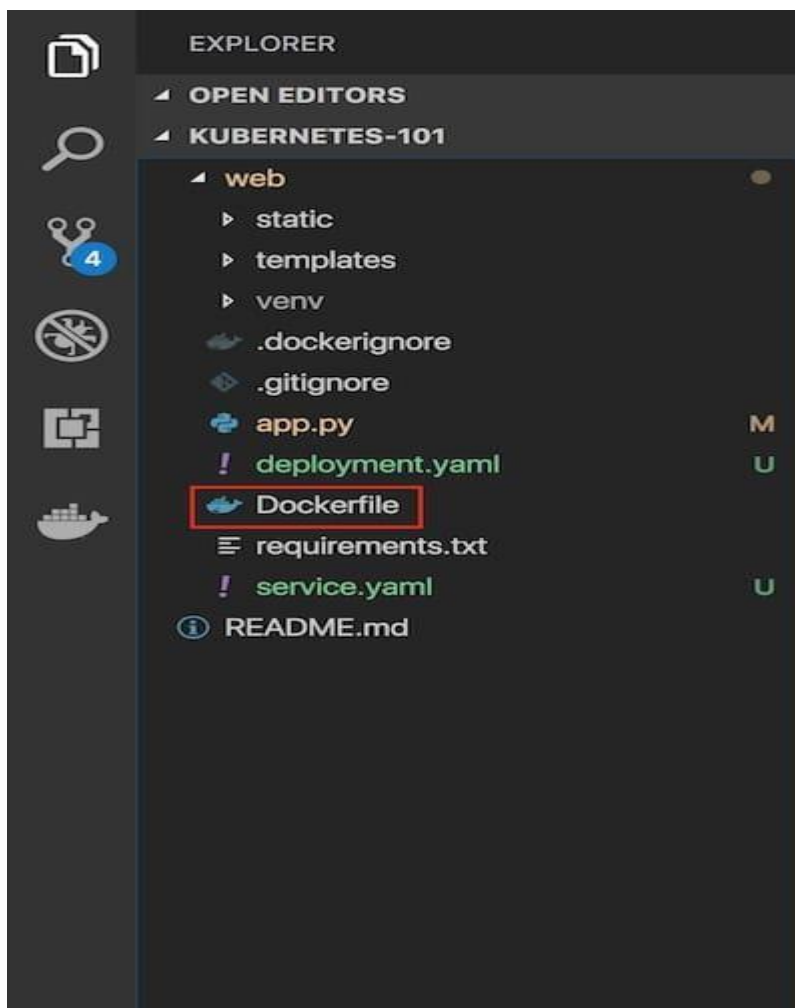 EXPLORER
OPEN EDITORS
KUBERNETES-101
web
static
4
templates
venv
.dockerignore
.gitignore
app.py M
! deployment.yaml U
Dockerfile
requirements.txt
! service.yaml U
README.md